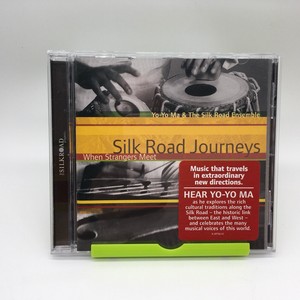 Yo-Yo Ma & The Silk Road Ensemble
Silk Road Journeys
When Strangers Meet
Music that travels
in extraordinary
new directions.
HEAR YO-YO MA
as he explores the rich
cultural traditions along the
Silk Road – the historic link
between East and West –
and celebrates the many
musical voices of this world.
SILKROAD